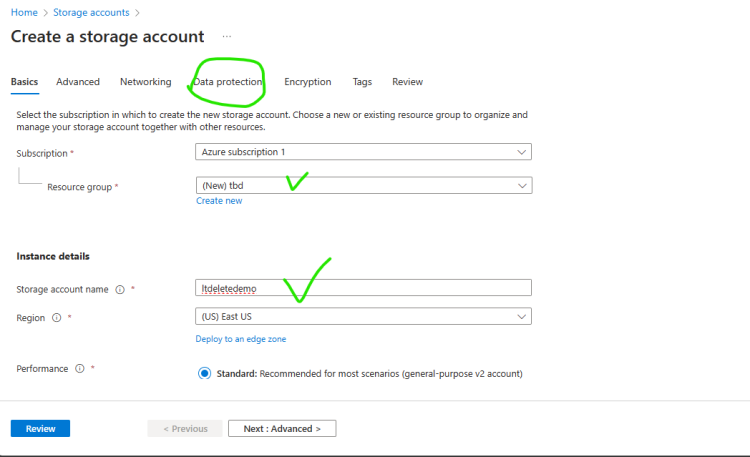 Home > Storage accounts >
Create a storage account ...
Basics Advanced Networking Data protection Encryption Tags Review
Select the subscription in which to create the new storage account. Choose a new or existing resource group to organize and
manage your storage account together with other resources.
Subscription *
Azure subscription 1
Resource group *
(New) tbd
Create new
Instance details
Storage account name *
ltdeletedemo
Region *
(US) East US
Deploy to an edge zone
Performance *
Standard: Recommended for most scenarios (general-purpose v2 account)
Review < Previous Next : Advanced >